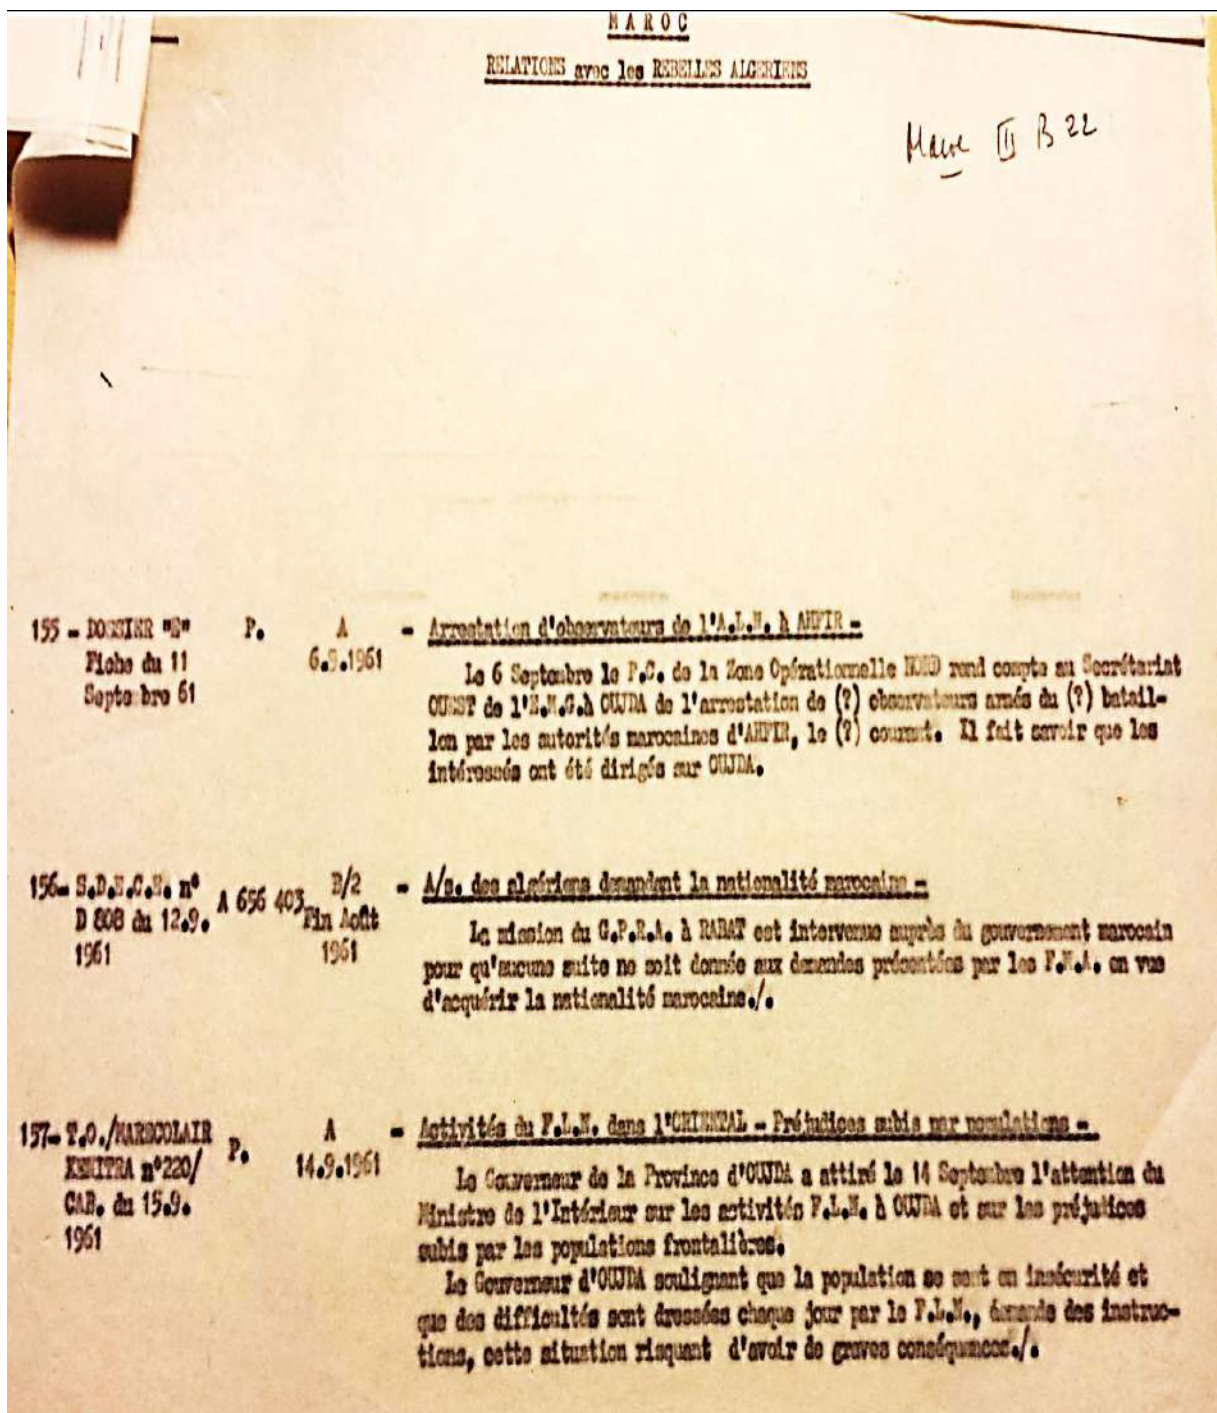 MAROC
RELATIONS avec les REBELLES ALGERIENS
Maroc III B 22
155 - DOSSIER "E" P. A - Arrestation d'observateurs de l'A.L.N. à AHFIR -
Fiche du 11 6.9.1961
Septembre 61
Le 6 Septembre le P.C. de la Zone Opérationnelle NORD rend compte au Secrétariat
OUEST de l'E.M.G. à OUJDA de l'arrestation de (?) observateurs armés du (?) batail-
lon par les autorités marocaines d'AHFIR, le (?) courant. Il fait savoir que les
intéressés ont été dirigés sur OUJDA.
156- S.D.E.C.E. n° A 656 403 B/2 - A/s. des algériens demandant la nationalité marocaine -
D 808 du 12.9. Fin Août
1961 1961
La mission du G.P.R.A. à RABAT est intervenue auprès du gouvernement marocain
pour qu'aucune suite ne soit donnée aux demandes présentées par les F.M.A. en vue
d'acquérir la nationalité marocaine./.
157- T.O./MARECOLAIR P. A - Activités du F.L.N. dans l'ORIENTAL - Préjudices subis par populations -
KENITRA n°220/ 14.9.1961
CAB. du 15.9.
1961
Le Gouverneur de la Province d'OUJDA a attiré le 14 Septembre l'attention du
Ministre de l'Intérieur sur les activités F.L.N. à OUJDA et sur les préjudices
subis par les populations frontalières.
Le Gouverneur d'OUJDA soulignant que la population se sent en insécurité et
que des difficultés sont dressées chaque jour par le F.L.N., demande des instruc-
tions, cette situation risquant d'avoir de graves conséquences./.